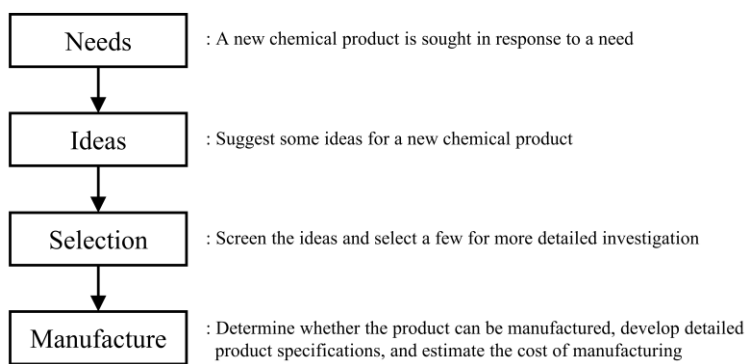 Needs
: A new chemical product is sought in response to a need
Ideas
: Suggest some ideas for a new chemical product
Selection
: Screen the ideas and select a few for more detailed investigation
Manufacture
: Determine whether the product can be manufactured, develop detailed
product specifications, and estimate the cost of manufacturing